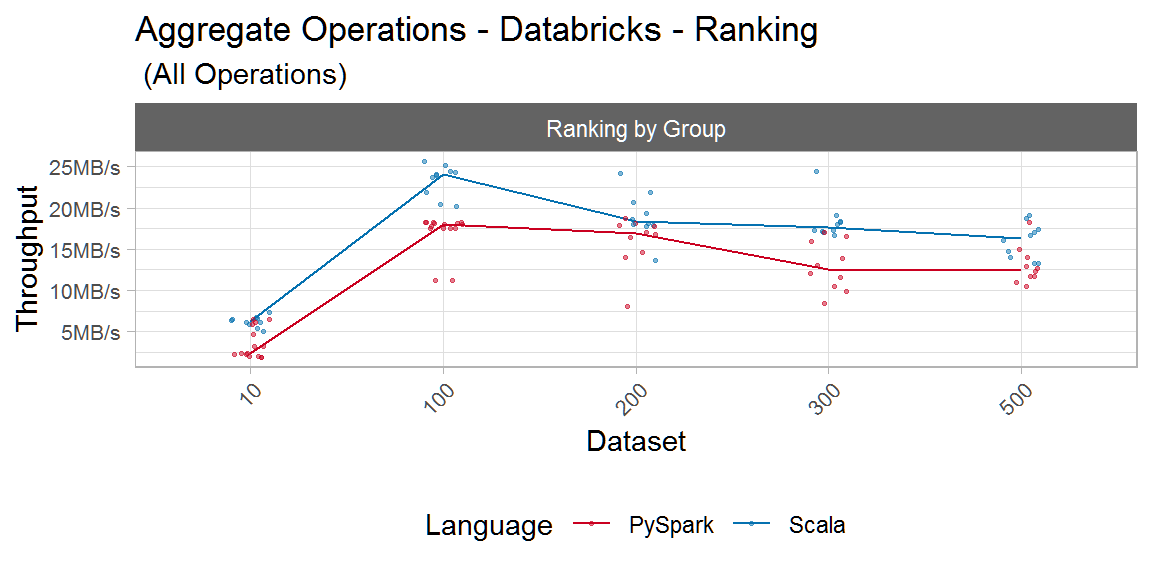 Aggregate Operations - Databricks - Ranking
(All Operations)
Ranking by Group
25MB/s
20MB/s
15MB/s
10MB/s
5MB/s
Throughput
10
100
200
300
500
Dataset
Language PySpark Scala